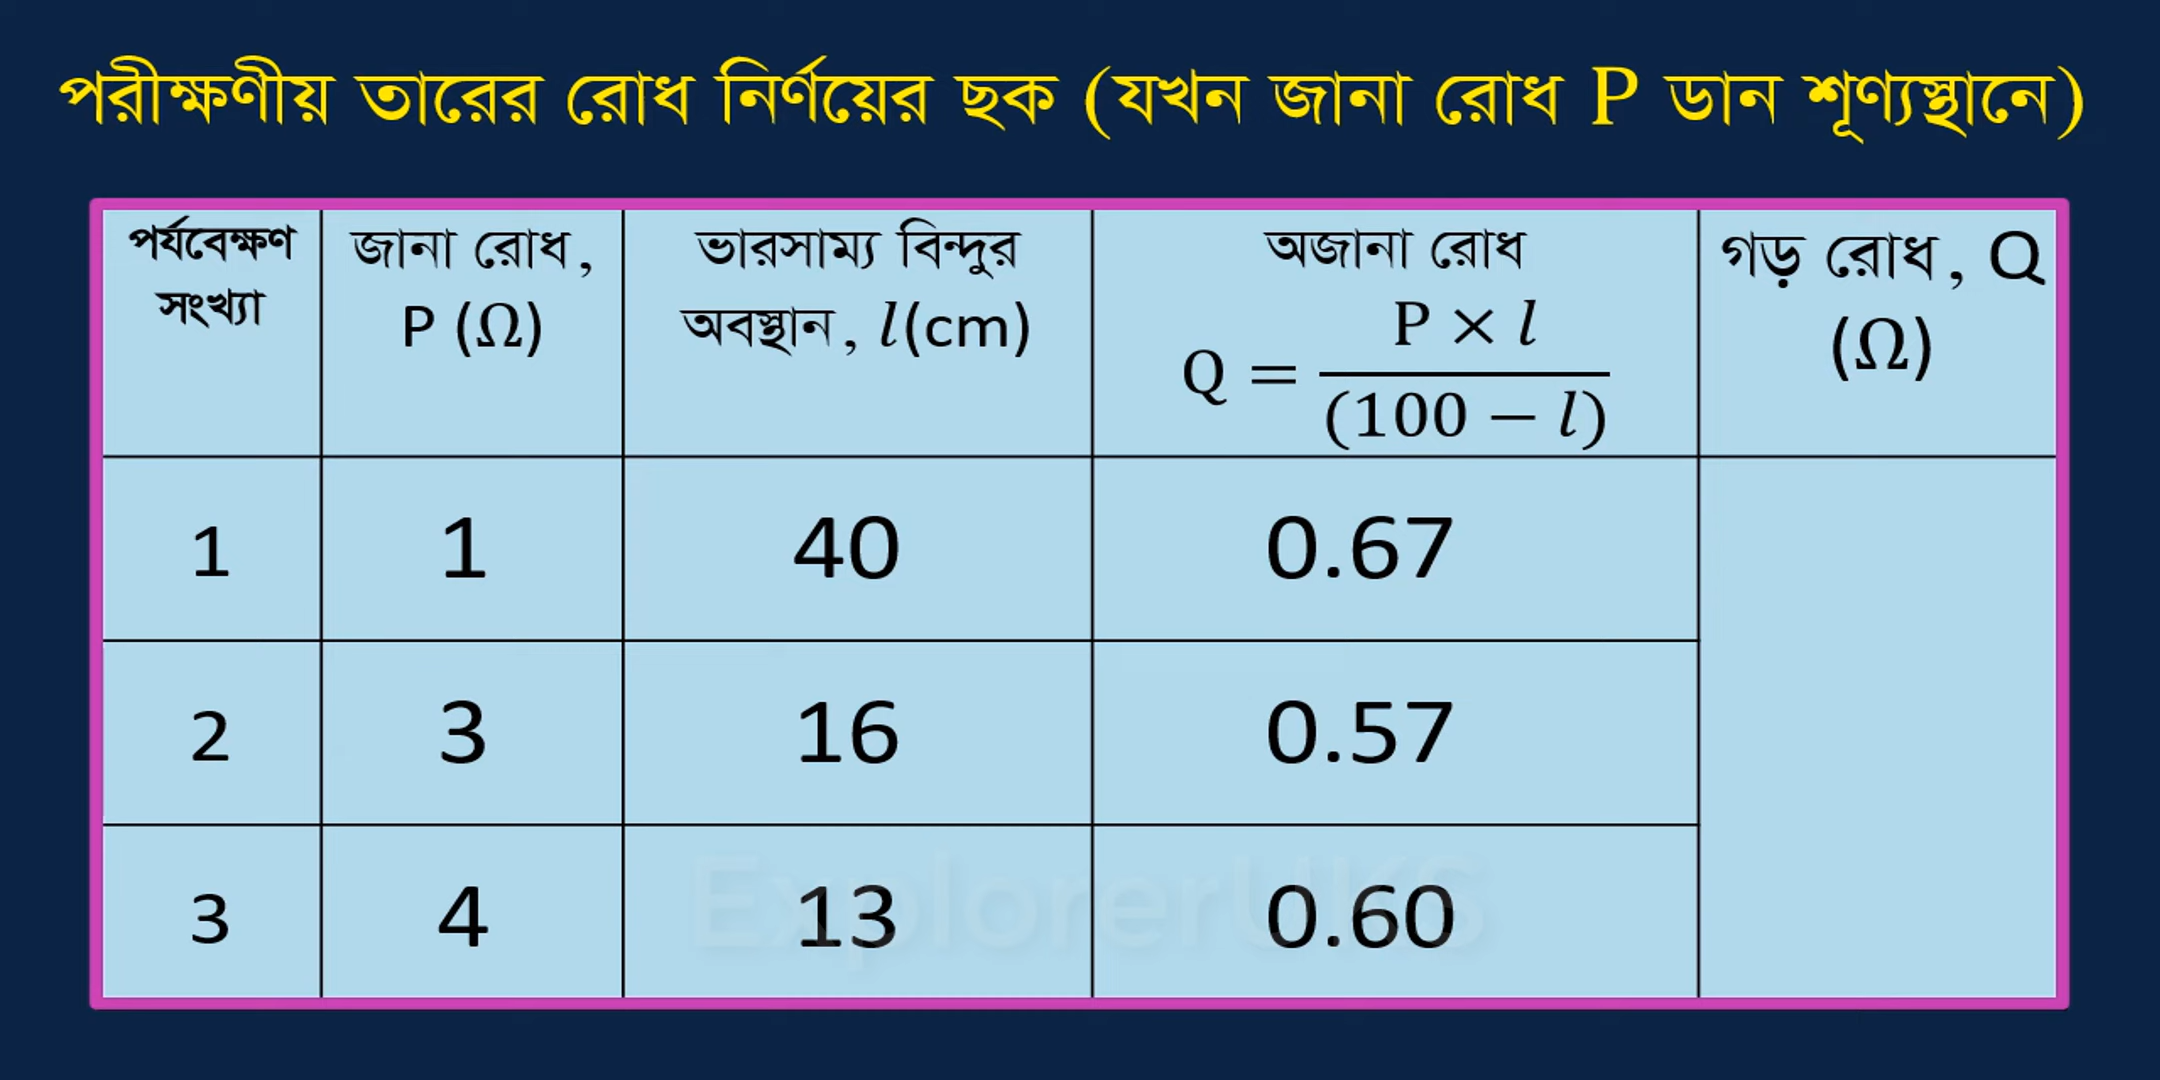 পরীক্ষণীয় তারের রোধ নির্ণয়ের ছক (যখন জানা রোধ P ডান শূণ্যস্থানে)
পর্যবেক্ষণ সংখ্যা
জানা রোধ, P (Ω)
ভারসাম্য বিন্দুর অবস্থান, l(cm)
অজানা রোধ
Q = P × l / (100 − l)
গড় রোধ, Q (Ω)
1 1 40 0.67
2 3 16 0.57
3 4 13 0.60
ExplorerUKS